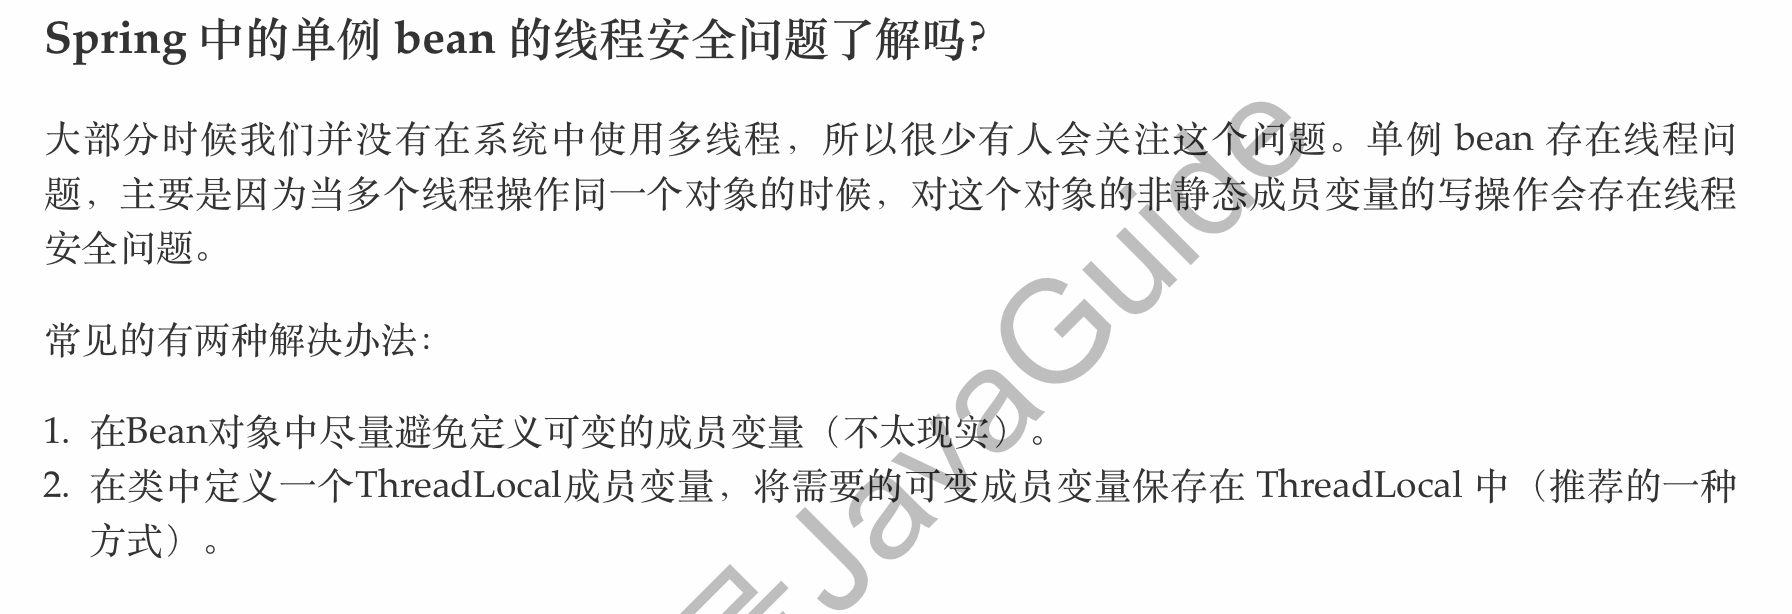 Spring 中的单例 bean 的线程安全问题了解吗?
大部分时候我们并没有在系统中使用多线程，所以很少有人会关注这个问题。单例 bean 存在线程问
题，主要是因为当多个线程操作同一个对象的时候，对这个对象的非静态成员变量的写操作会存在线程
安全问题。
常见的有两种解决办法：
1. 在Bean对象中尽量避免定义可变的成员变量（不太现实）。
2. 在类中定义一个ThreadLocal成员变量，将需要的可变成员变量保存在 ThreadLocal 中（推荐的一种
方式）。
JavaGuide